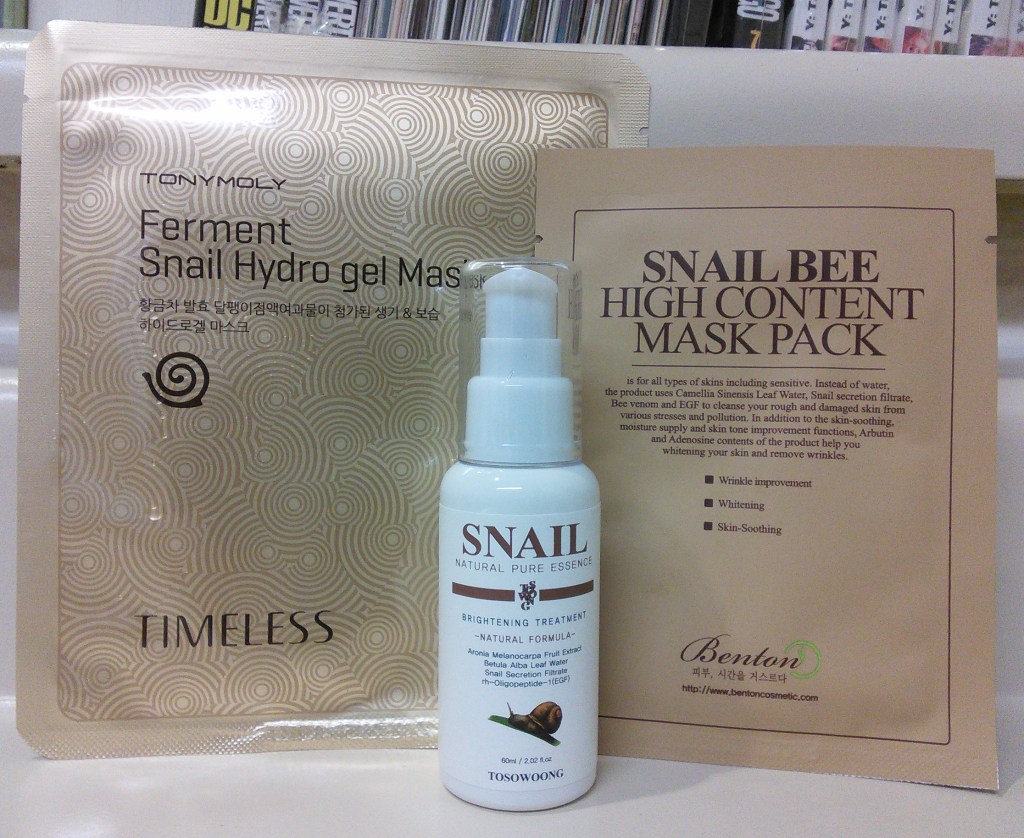 DC
TONYMOLY
Ferment
Snail Hydro gel Mask
황금차 발효 달팽이점액여과물이 첨가된 생기 & 보습
하이드로겔 마스크
TIMELESS
SNAIL
NATURAL PURE ESSENCE
TOSOWOONG
BRIGHTENING TREATMENT
-NATURAL FORMULA-
Aronia Melanocarpa Fruit Extract
Betula Alba Leaf Water
Snail Secretion Filtrate
rh-Oligopeptide-1(EGF)
60ml / 2.02 fl.oz
TOSOWOONG
SNAIL BEE
HIGH CONTENT
MASK PACK
is for all types of skins including sensitive. Instead of water,
the product uses Camellia Sinensis Leaf Water, Snail secretion filtrate,
Bee venom and EGF to cleanse your rough and damaged skin from
various stresses and pollution. In addition to the skin-soothing,
moisture supply and skin tone improvement functions, Arbutin
and Adenosine contents of the product help you
whitening your skin and remove wrinkles.
Wrinkle improvement
Whitening
Skin-Soothing
Benton
피부, 시간을 거스르다
http://www.bentoncosmetic.com